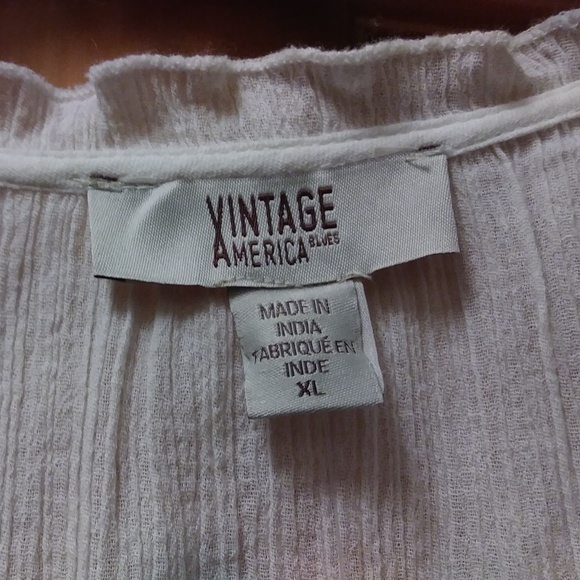 VINTAGE
AMERICA BLUES
MADE IN
INDIA
FABRIQUÉ EN
INDE
XL